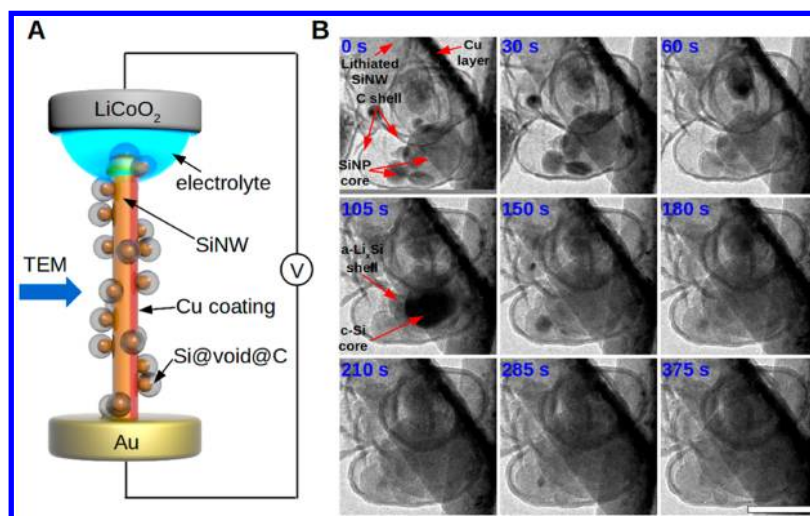 A
LiCoO₂
electrolyte
SiNW
TEM
V
Cu coating
Si@void@C
Au
B
0 s
Cu
layer
Lithiated
SiNW
C shell
SiNP
core
30 s
60 s
105 s
a-LiₓSi
shell
c-Si
core
150 s
180 s
210 s
285 s
375 s